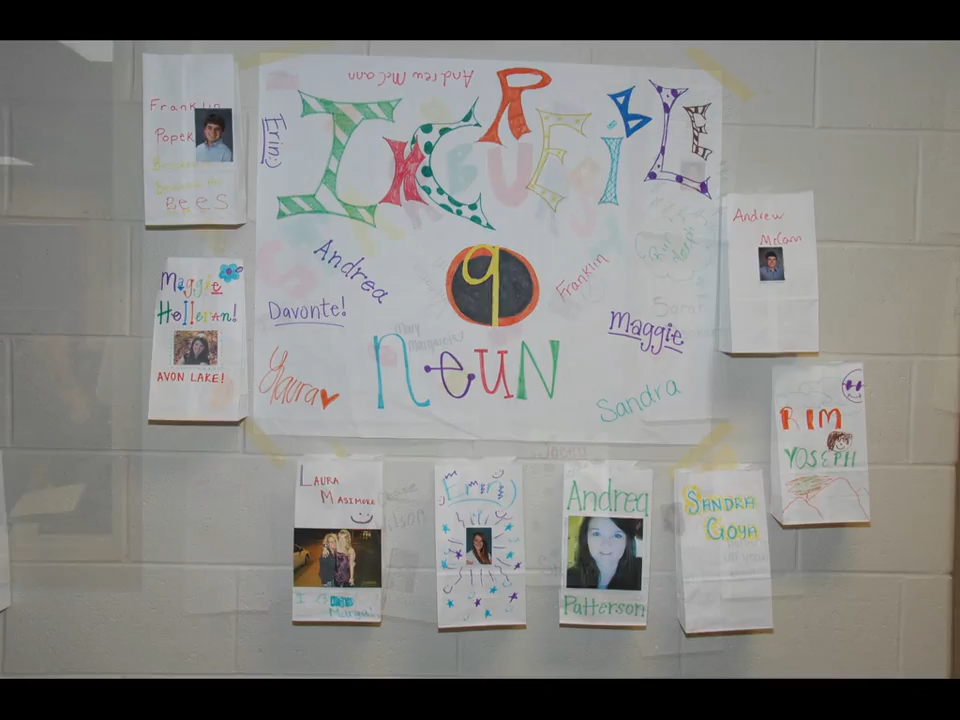 Franklin
Popek
BEES
Andrew McCann
Erin :)
INCREIBLE
Andrea
9
Franklin
Davonte!
Maggie
NEUN
Laura
Sandra
Maggie
Holleran!
AVON LAKE!
Andrew
McCann
RIM
YOSEPH
LAURA
MASIMORE
Erin :)
Andrea
Patterson
SANDRA
GOYA